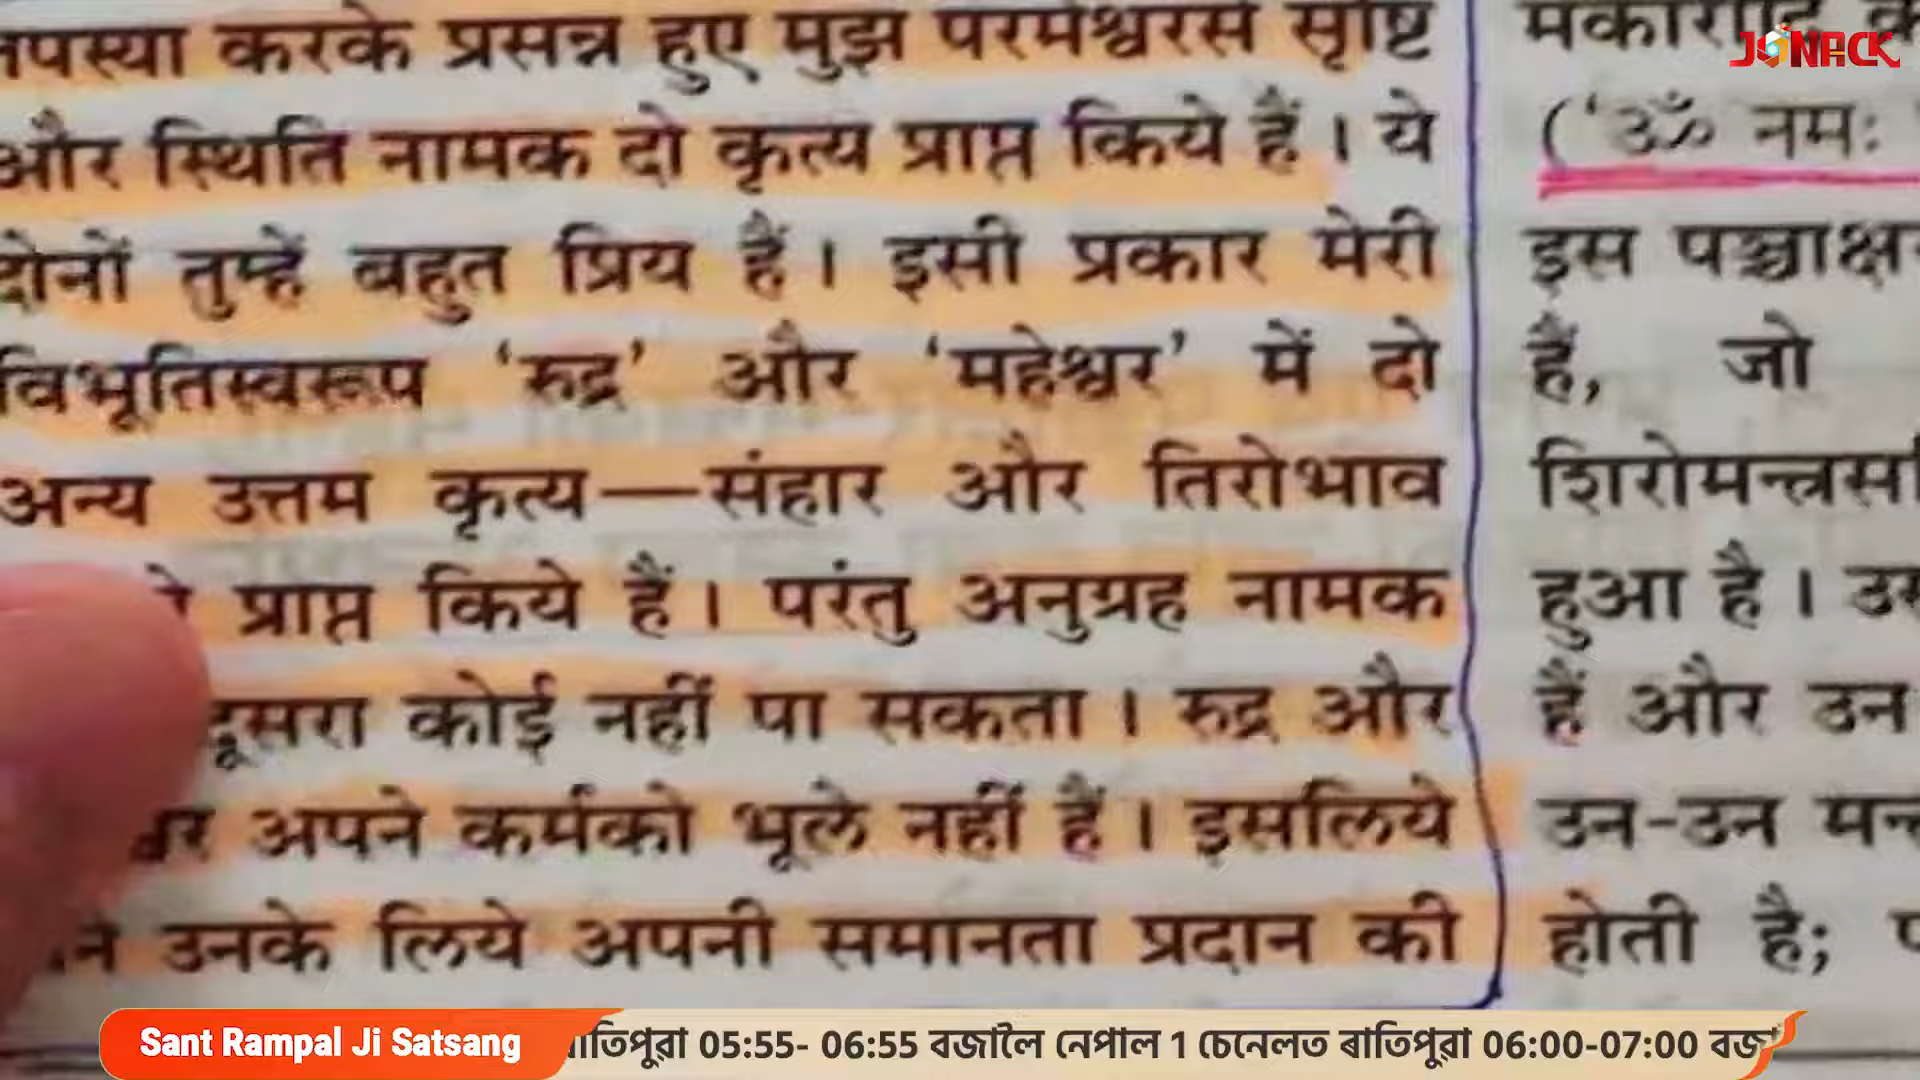 तपस्या करके प्रसन्न हुए मुझ परमेश्वरसे सृष्टि
और स्थिति नामक दो कृत्य प्राप्त किये हैं। ये
दोनों तुम्हें बहुत प्रिय हैं। इसी प्रकार मेरी
विभूतिस्वरूप ‘रुद्र’ और ‘महेश्वर’ में दो
अन्य उत्तम कृत्य—संहार और तिरोभाव
प्राप्त किये हैं। परंतु अनुग्रह नामक
दूसरा कोई नहीं पा सकता। रुद्र और
अपने कर्मको भूले नहीं हैं। इसलिये
उनके लिये अपनी समानता प्रदान की
(‘ॐ नमः
इस
हैं, जो
हुआ है।
हैं और उन
उन-उन
होती है;
JONACK
Sant Rampal Ji Satsang
ৰাতিপুৱা 05:55- 06:55 বজালৈ নেপাল 1 চেনেলত ৰাতিপুৱা 06:00-07:00